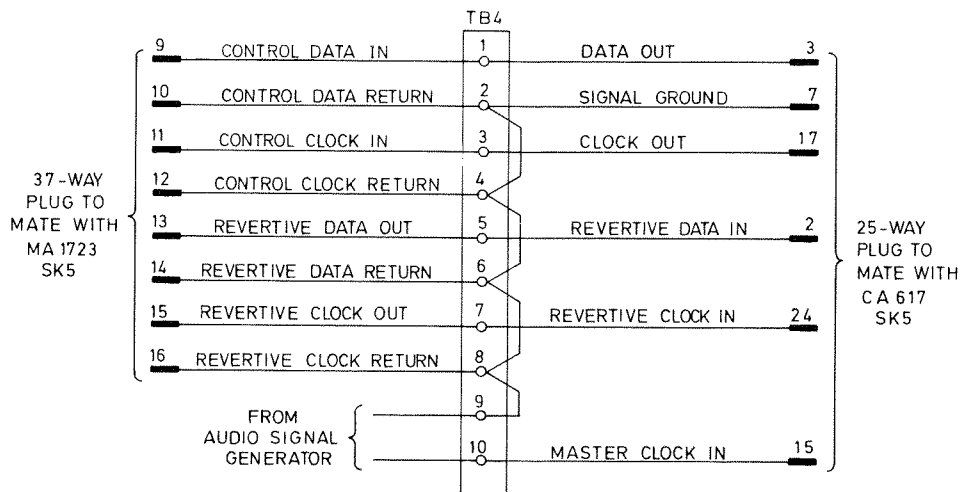 TB4
9 CONTROL DATA IN 1 DATA OUT 3
10 CONTROL DATA RETURN 2 SIGNAL GROUND 7
11 CONTROL CLOCK IN 3 CLOCK OUT 17
12 CONTROL CLOCK RETURN 4
13 REVERTIVE DATA OUT 5 REVERTIVE DATA IN 2
14 REVERTIVE DATA RETURN 6
15 REVERTIVE CLOCK OUT 7 REVERTIVE CLOCK IN 24
16 REVERTIVE CLOCK RETURN 8
9
10 MASTER CLOCK IN 15
37-WAY
PLUG TO
MATE WITH
MA 1723
SK5
25-WAY
PLUG TO
MATE WITH
CA 617
SK5
FROM
AUDIO SIGNAL
GENERATOR